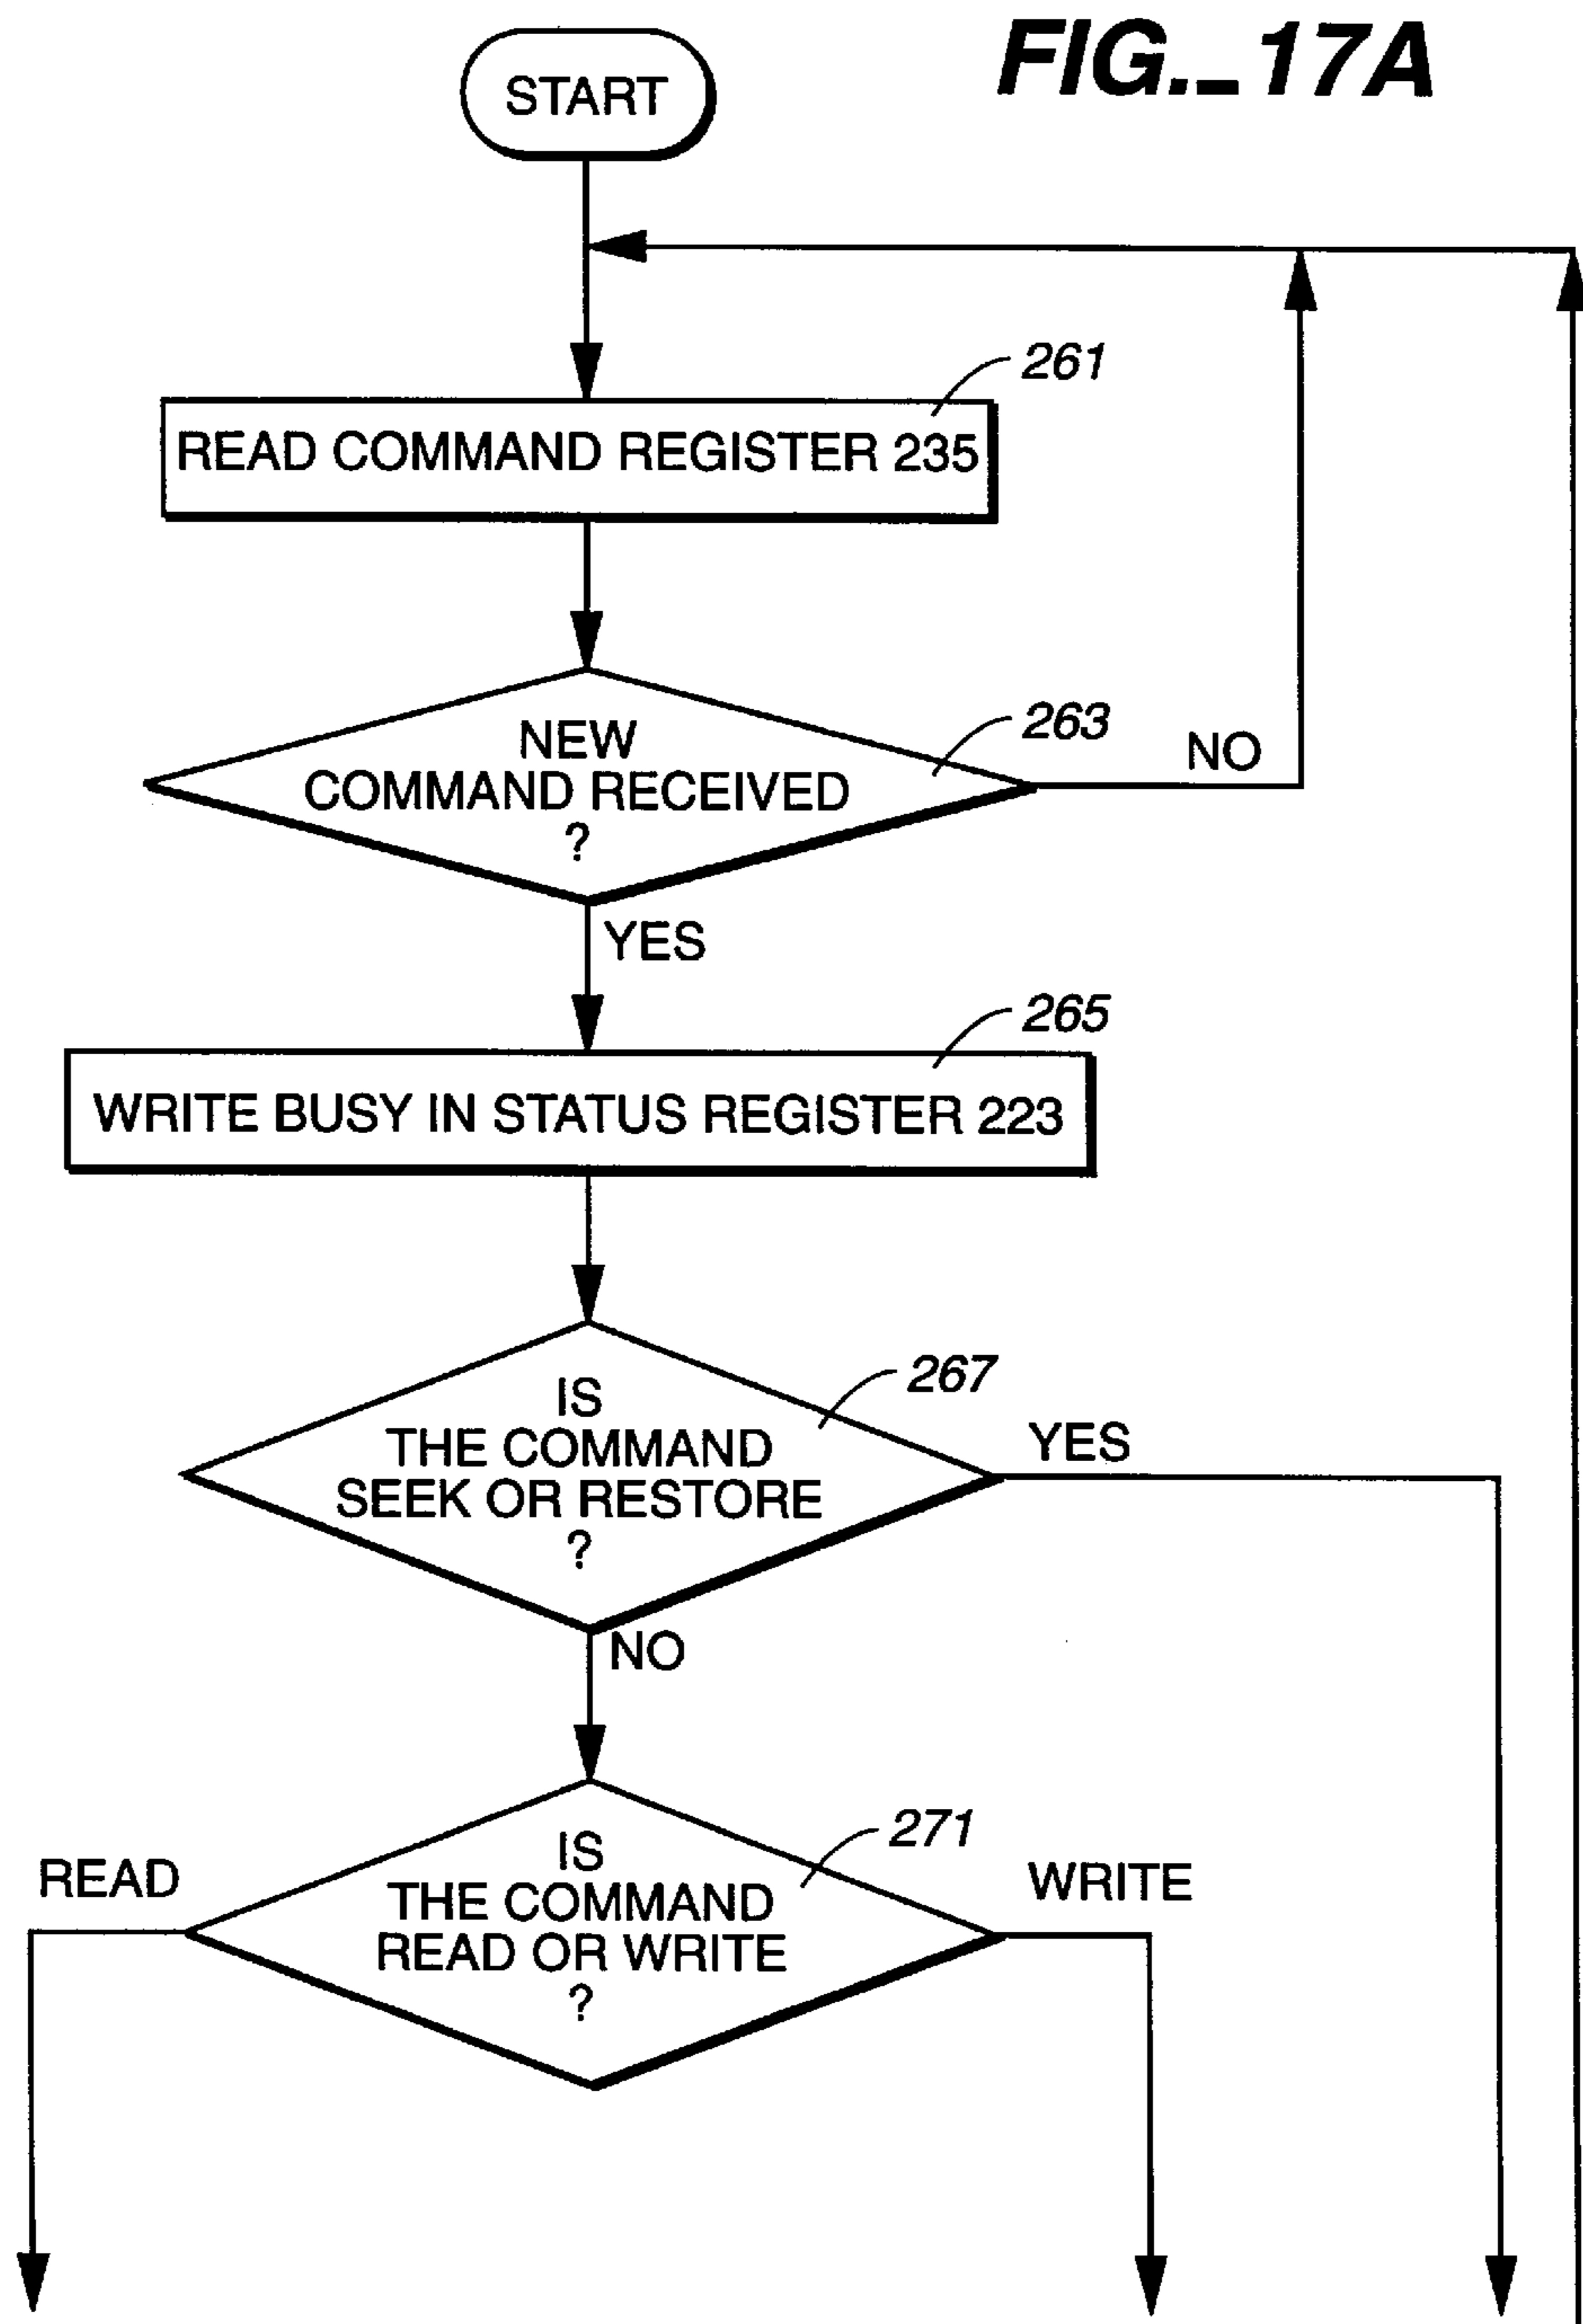 FIG._17A
START
261
READ COMMAND REGISTER 235
263
NEW
COMMAND RECEIVED
?
NO
YES
265
WRITE BUSY IN STATUS REGISTER 223
267
IS
THE COMMAND
SEEK OR RESTORE
?
YES
NO
271
READ
IS
THE COMMAND
READ OR WRITE
?
WRITE